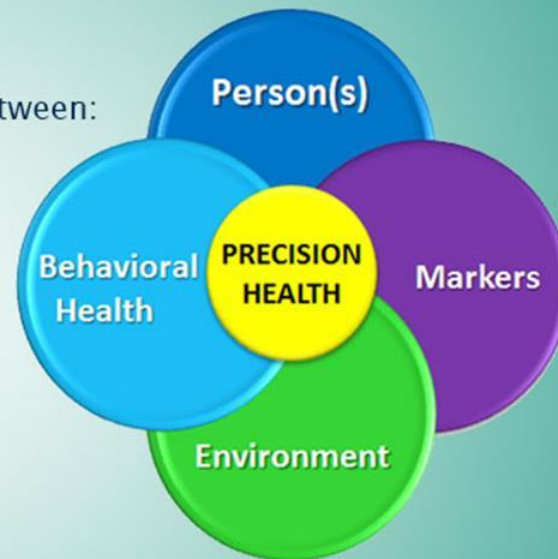 tween:
Person(s)
Behavioral
Health
PRECISION
HEALTH
Markers
Environment